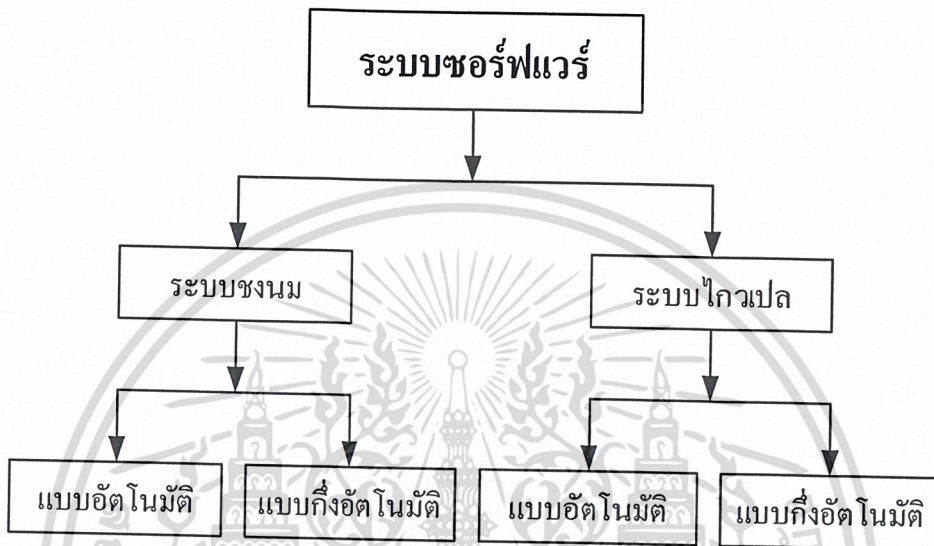 ระบบซอร์ฟแวร์
ระบบชงนม
ระบบไกวเปล
แบบอัตโนมัติ
แบบกึ่งอัตโนมัติ
แบบอัตโนมัติ
แบบกึ่งอัตโนมัติ